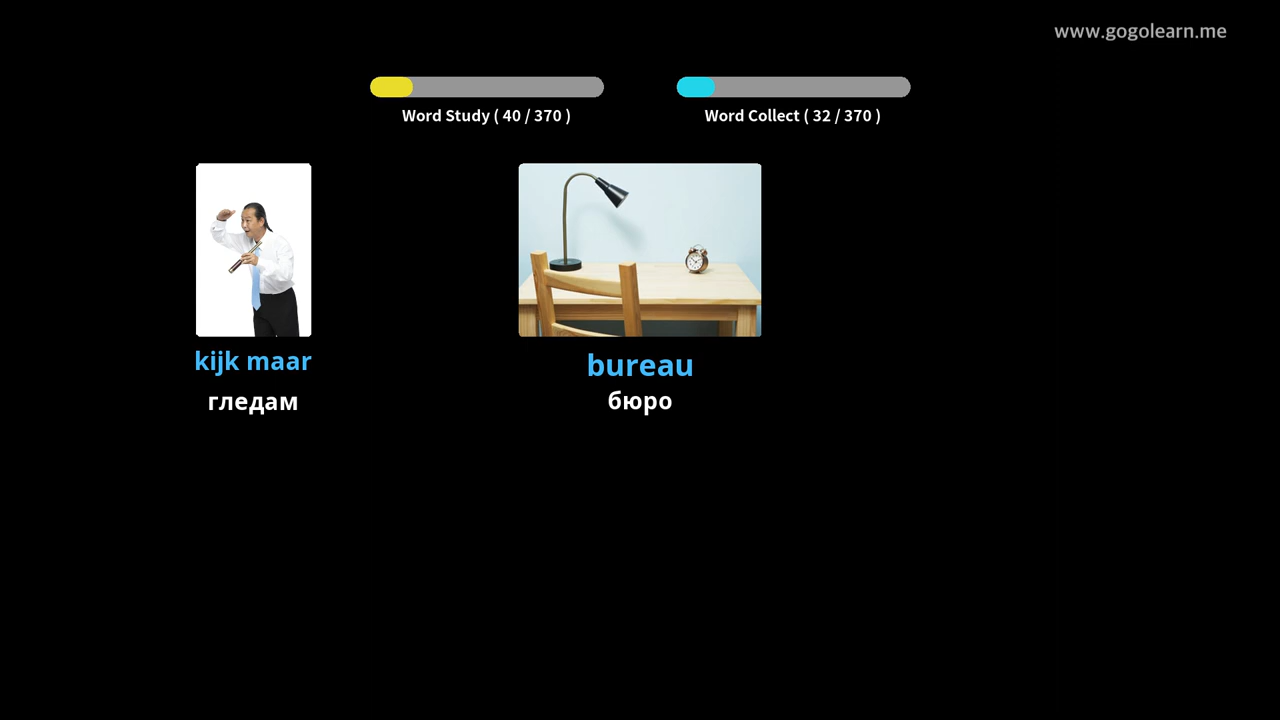 www.gogolearn.me
Word Study ( 40 / 370 )
Word Collect ( 32 / 370 )
kijk maar
гледам
bureau
бюро